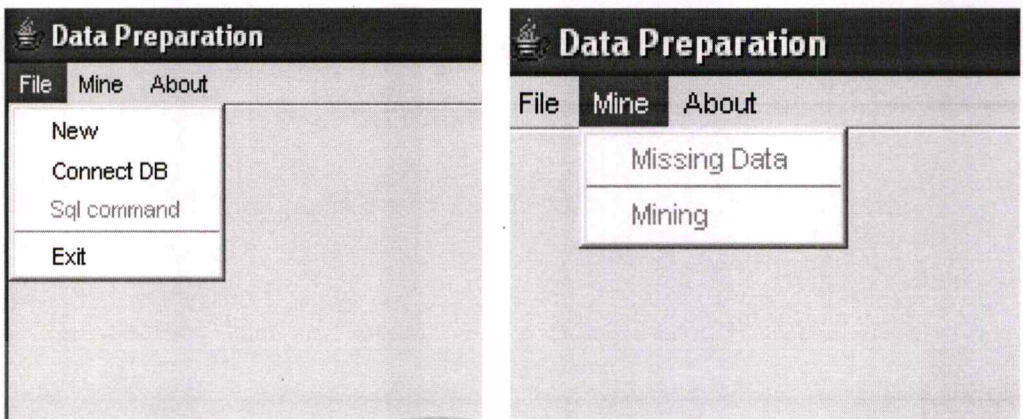 Data Preparation
File Mine About
New
Connect DB
Sql command
Exit
Data Preparation
File Mine About
Missing Data
Mining